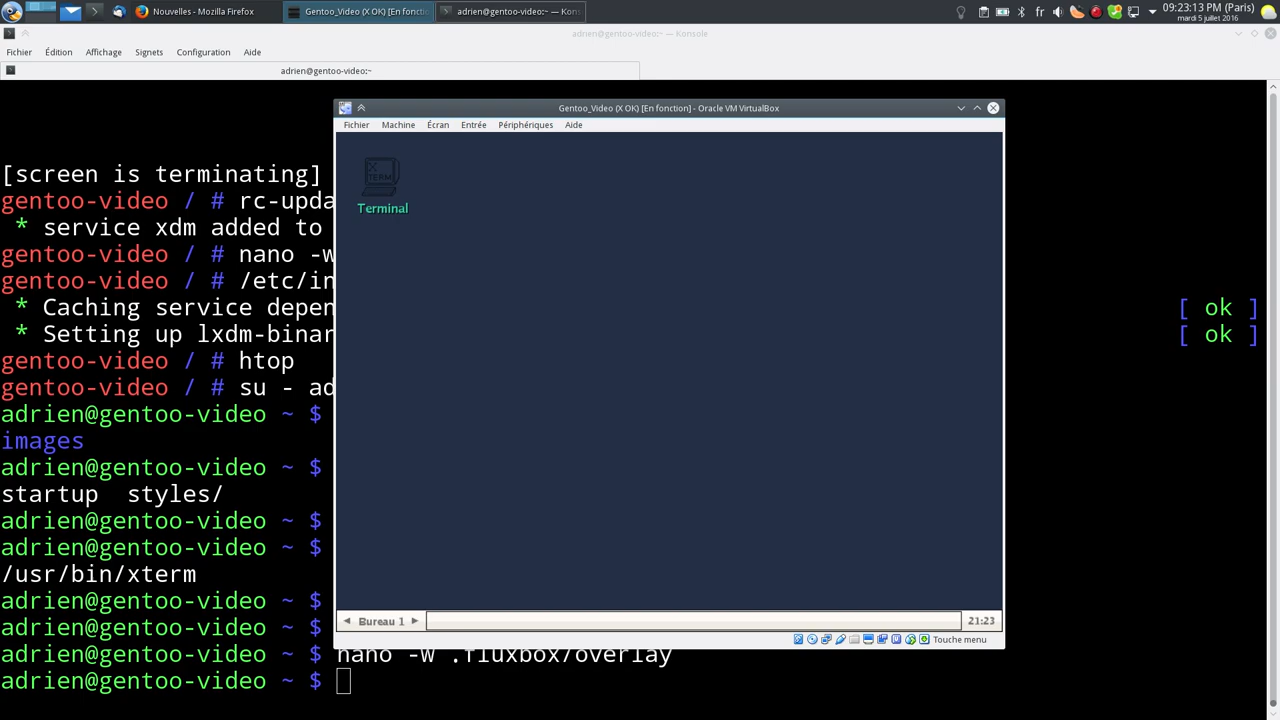 Nouvelles - Mozilla Firefox
Gentoo_Video (X OK) [En foncti
adrien@gentoo-video:~ — Kons
fr
09:23:13 PM (Paris)
mardi 5 juillet 2016
adrien@gentoo-video:~ — Konsole
Fichier Édition Affichage Signets Configuration Aide
adrien@gentoo-video:~
Gentoo_Video (X OK) [En fonction] - Oracle VM VirtualBox
Fichier Machine Écran Entrée Périphériques Aide
TERM
Terminal
[screen is terminating]
gentoo-video / # rc-upda
* service xdm added to
gentoo-video / # nano -w
gentoo-video / # /etc/in
* Caching service depen [ ok ]
* Setting up lxdm-binar [ ok ]
gentoo-video / # htop
gentoo-video / # su - ad
adrien@gentoo-video ~ $
images
adrien@gentoo-video ~ $
startup styles/
adrien@gentoo-video ~ $
adrien@gentoo-video ~ $
/usr/bin/xterm
adrien@gentoo-video ~ $
adrien@gentoo-video ~ $
adrien@gentoo-video ~ $ nano -w .fluxbox/overlay
adrien@gentoo-video ~ $
Bureau 1
21:23
Touche menu